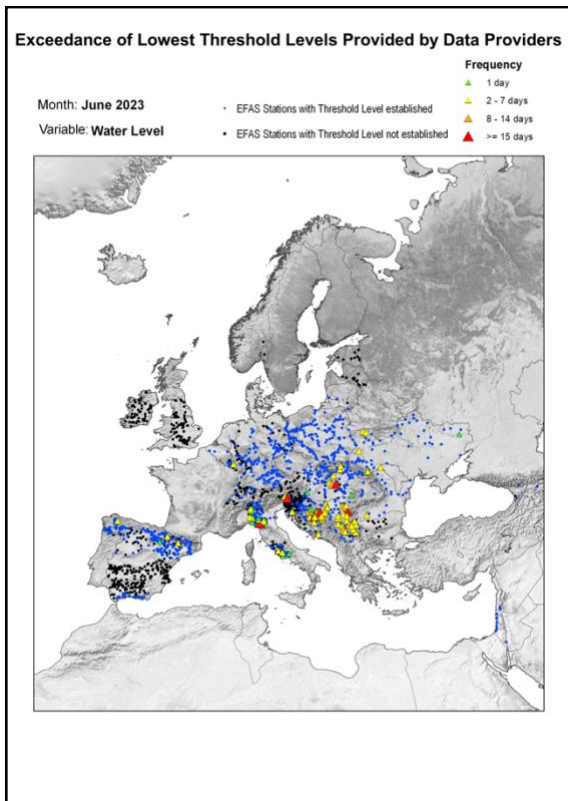 Exceedance of Lowest Threshold Levels Provided by Data Providers
Frequency
1 day
2 - 7 days
8 - 14 days
>= 15 days
Month: June 2023
Variable: Water Level
EFAS Stations with Threshold Level established
EFAS Stations with Threshold Level not established